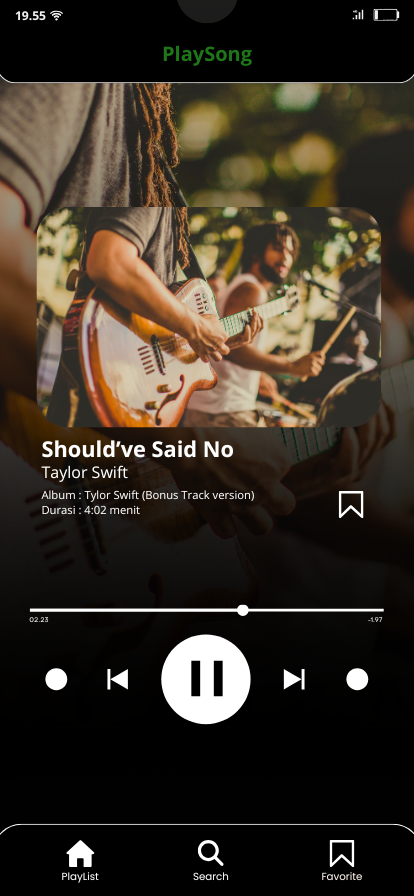 19.55
PlaySong
Should've Said No
Taylor Swift
Album : Tylor Swift (Bonus Track version)
Durasi : 4:02 menit
02.23
-1.97
PlayList
Search
Favorite